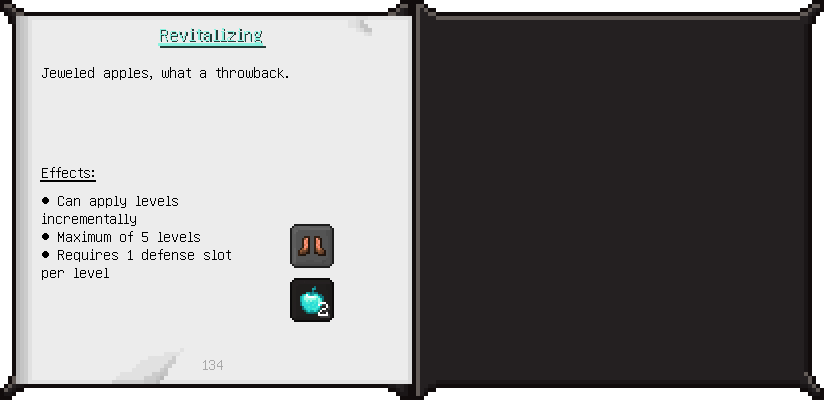 Revitalizing
Jeweled apples, what a throwback.
Effects:
● Can apply levels
incrementally
● Maximum of 5 levels
● Requires 1 defense slot
per level
2
134